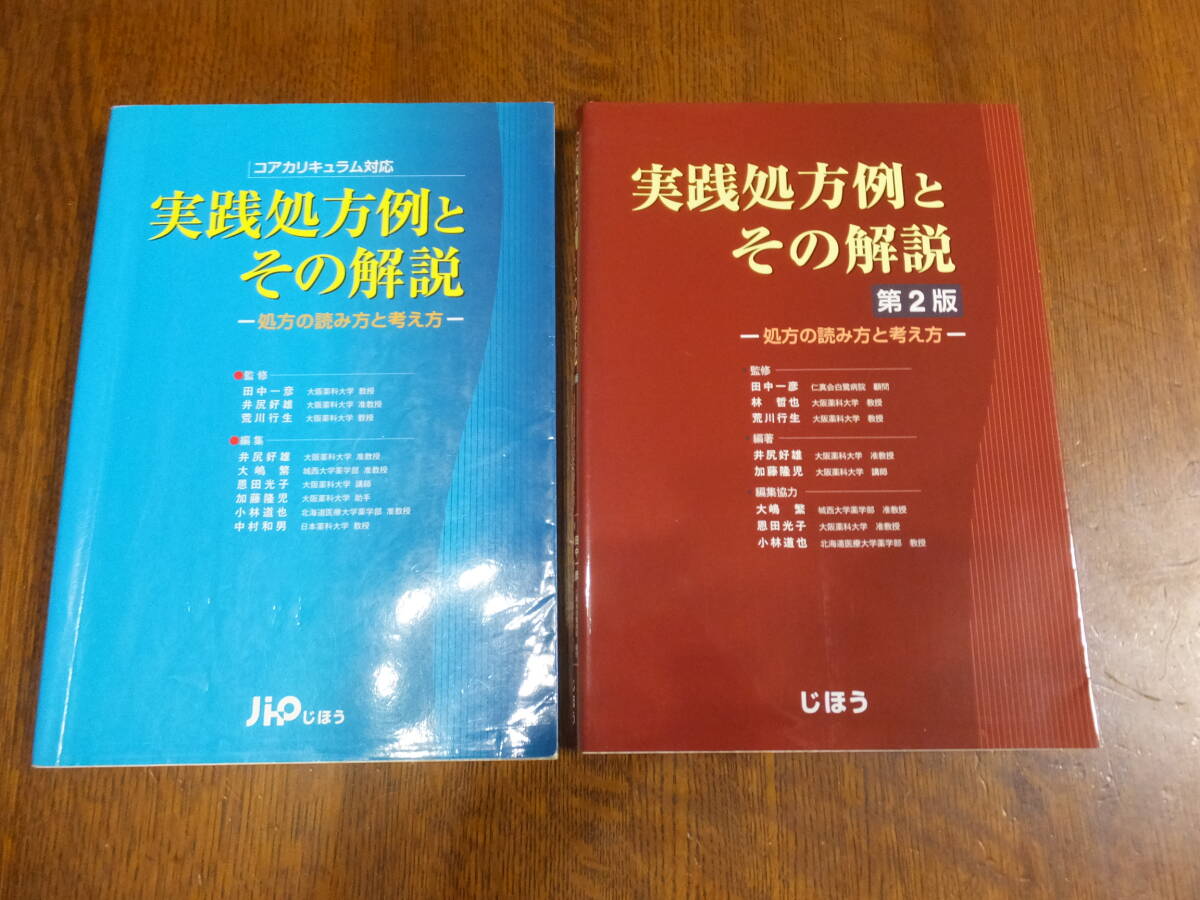 コアカリキュラム対応
実践処方例と
その解説
―処方の読み方と考え方―
●監修
田中一彦 大阪薬科大学 教授
井尻好雄 大阪薬科大学 准教授
荒川行生 大阪薬科大学 教授
●編集
井尻好雄 大阪薬科大学 准教授
大嶋 繁 城西大学薬学部 准教授
恩田光子 大阪薬科大学 講師
加藤隆児 大阪薬科大学 助手
小林道也 北海道医療大学薬学部 准教授
中村和男 日本薬科大学 教授
Jiho じほう
実践処方例と
その解説
第2版
―処方の読み方と考え方―
監修
田中一彦 仁真会白鷺病院 顧問
林 哲也 大阪薬科大学 教授
荒川行生 大阪薬科大学 教授
編著
井尻好雄 大阪薬科大学 准教授
加藤隆児 大阪薬科大学 講師
編集協力
大嶋 繁 城西大学薬学部 准教授
恩田光子 大阪薬科大学 准教授
小林道也 北海道医療大学薬学部 教授
じほう